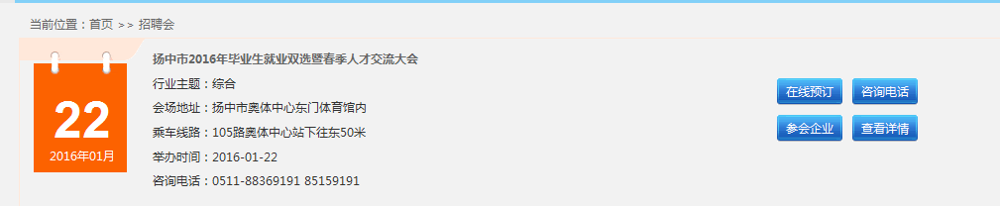 当前位置：首页 >> 招聘会
扬中市2016年毕业生就业双选暨春季人才交流大会
22
2016年01月
行业主题：综合
会场地址：扬中市奥体中心东门体育馆内
乘车线路：105路奥体中心站下往东50米
举办时间：2016-01-22
咨询电话：0511-88369191 85159191
在线预订 咨询电话
参会企业 查看详情